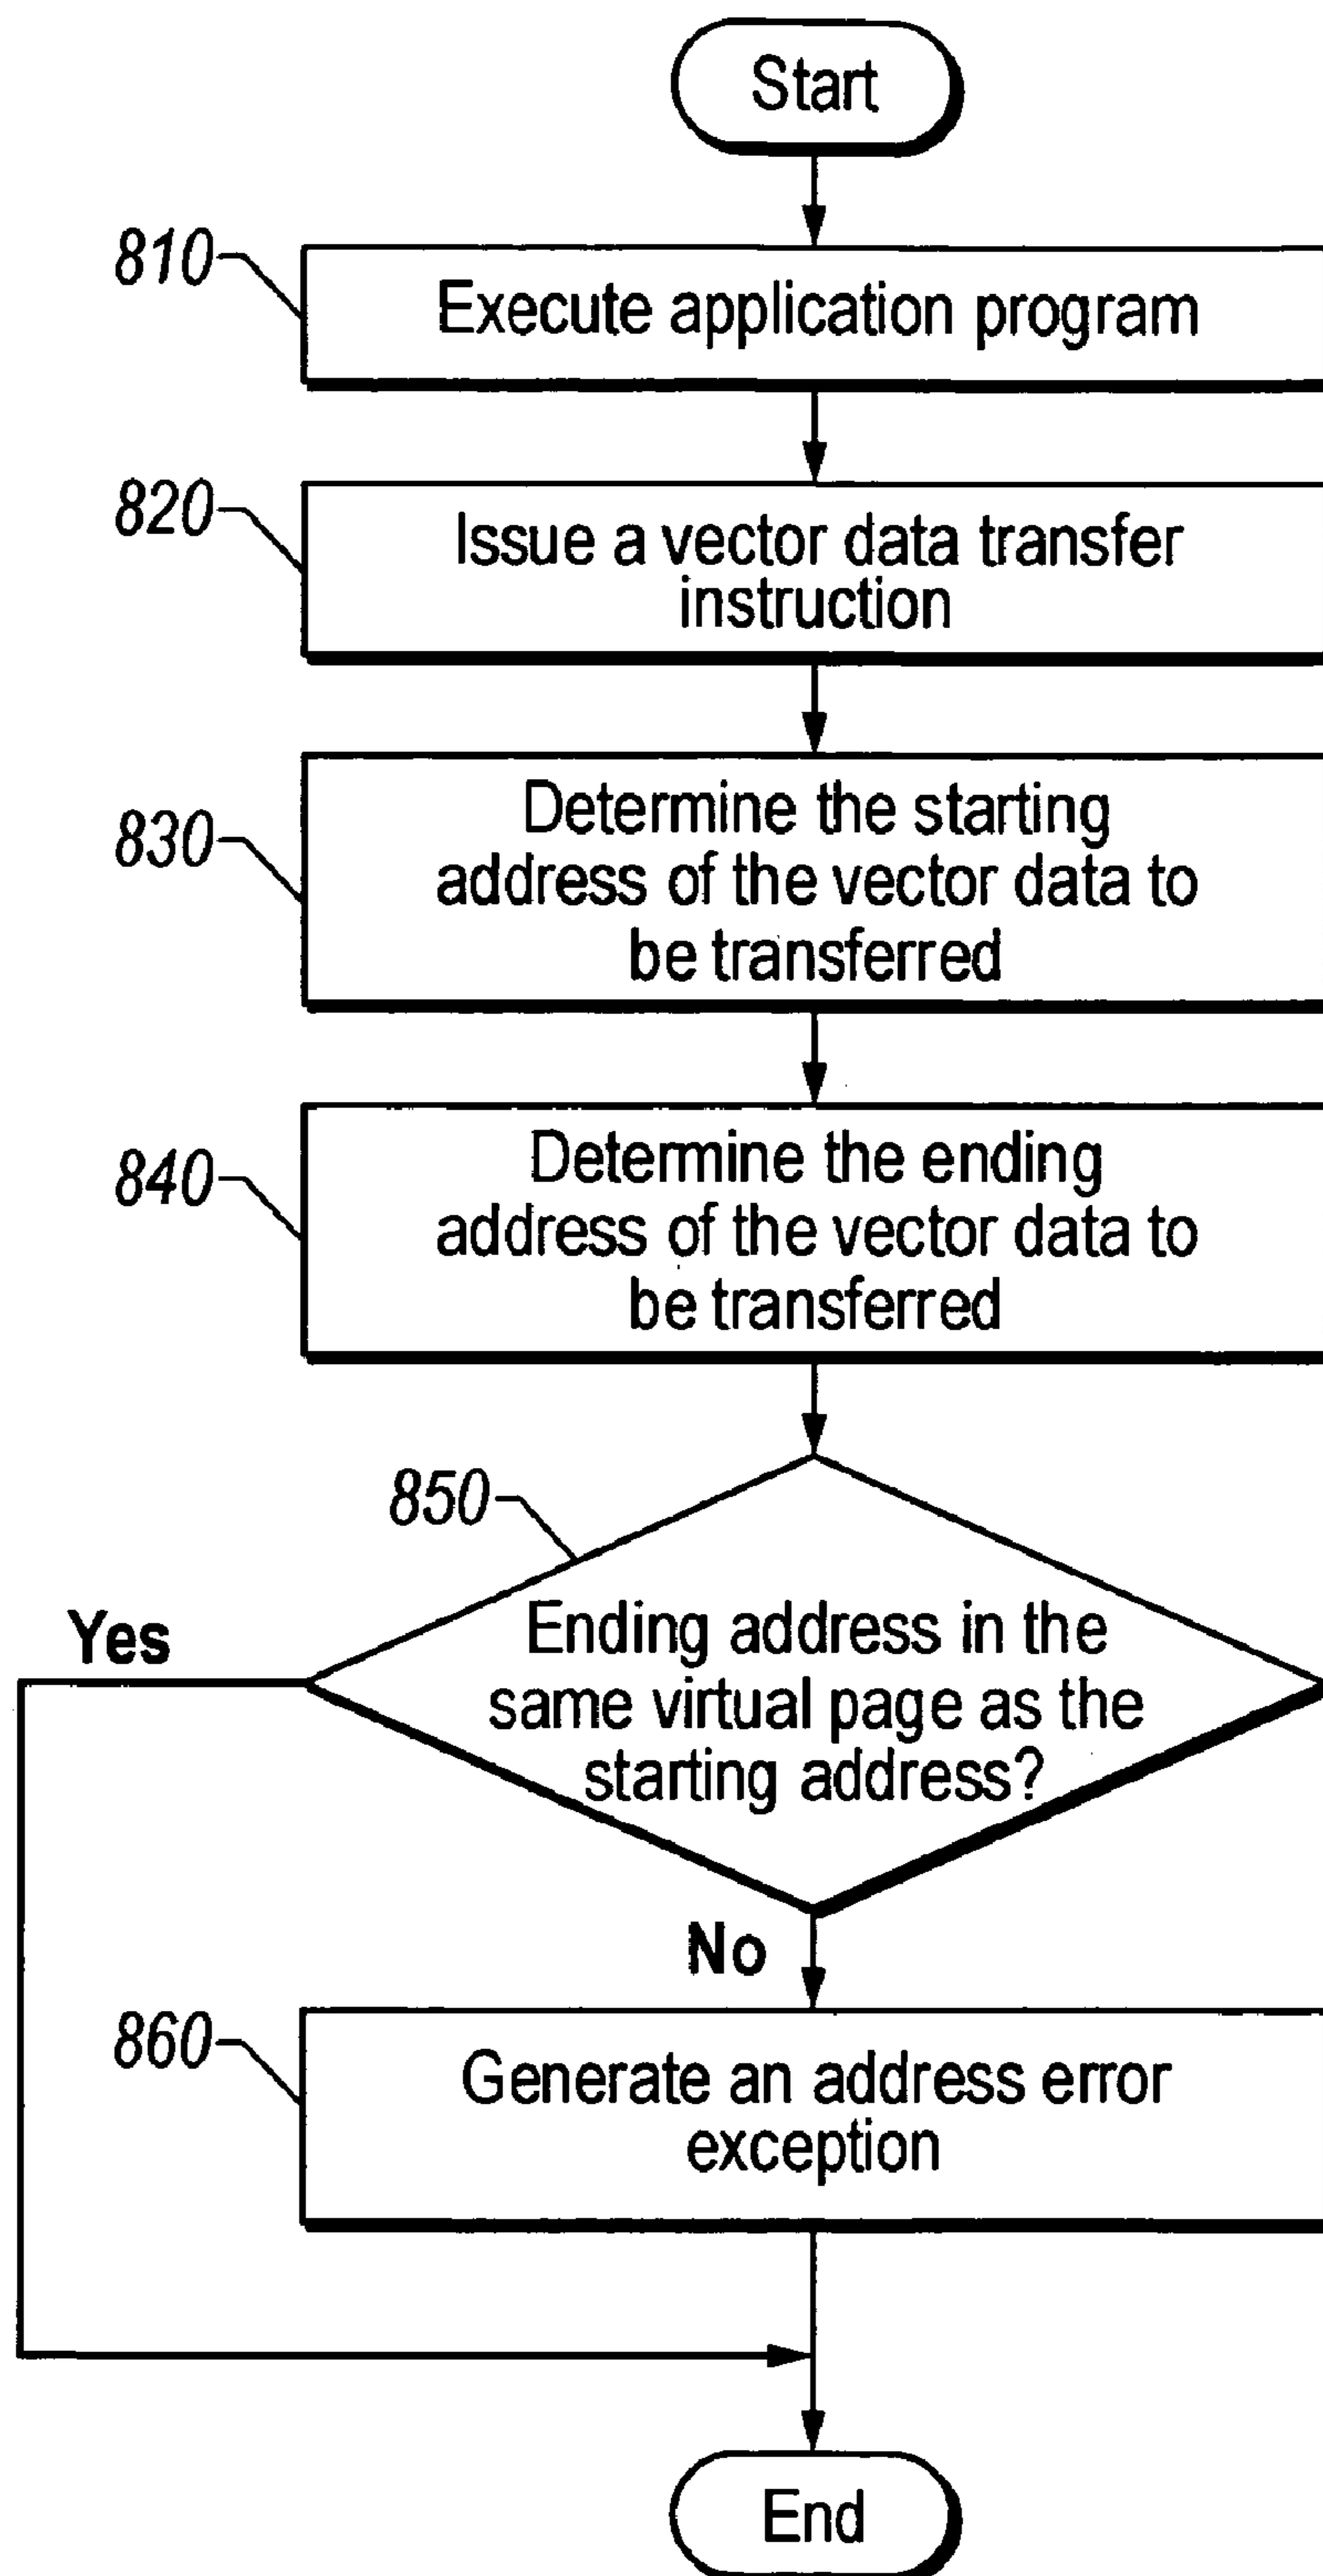 Start
810
Execute application program
820
Issue a vector data transfer
instruction
830
Determine the starting
address of the vector data to
be transferred
840
Determine the ending
address of the vector data to
be transferred
850
Yes
Ending address in the
same virtual page as the
starting address?
No
860
Generate an address error
exception
End